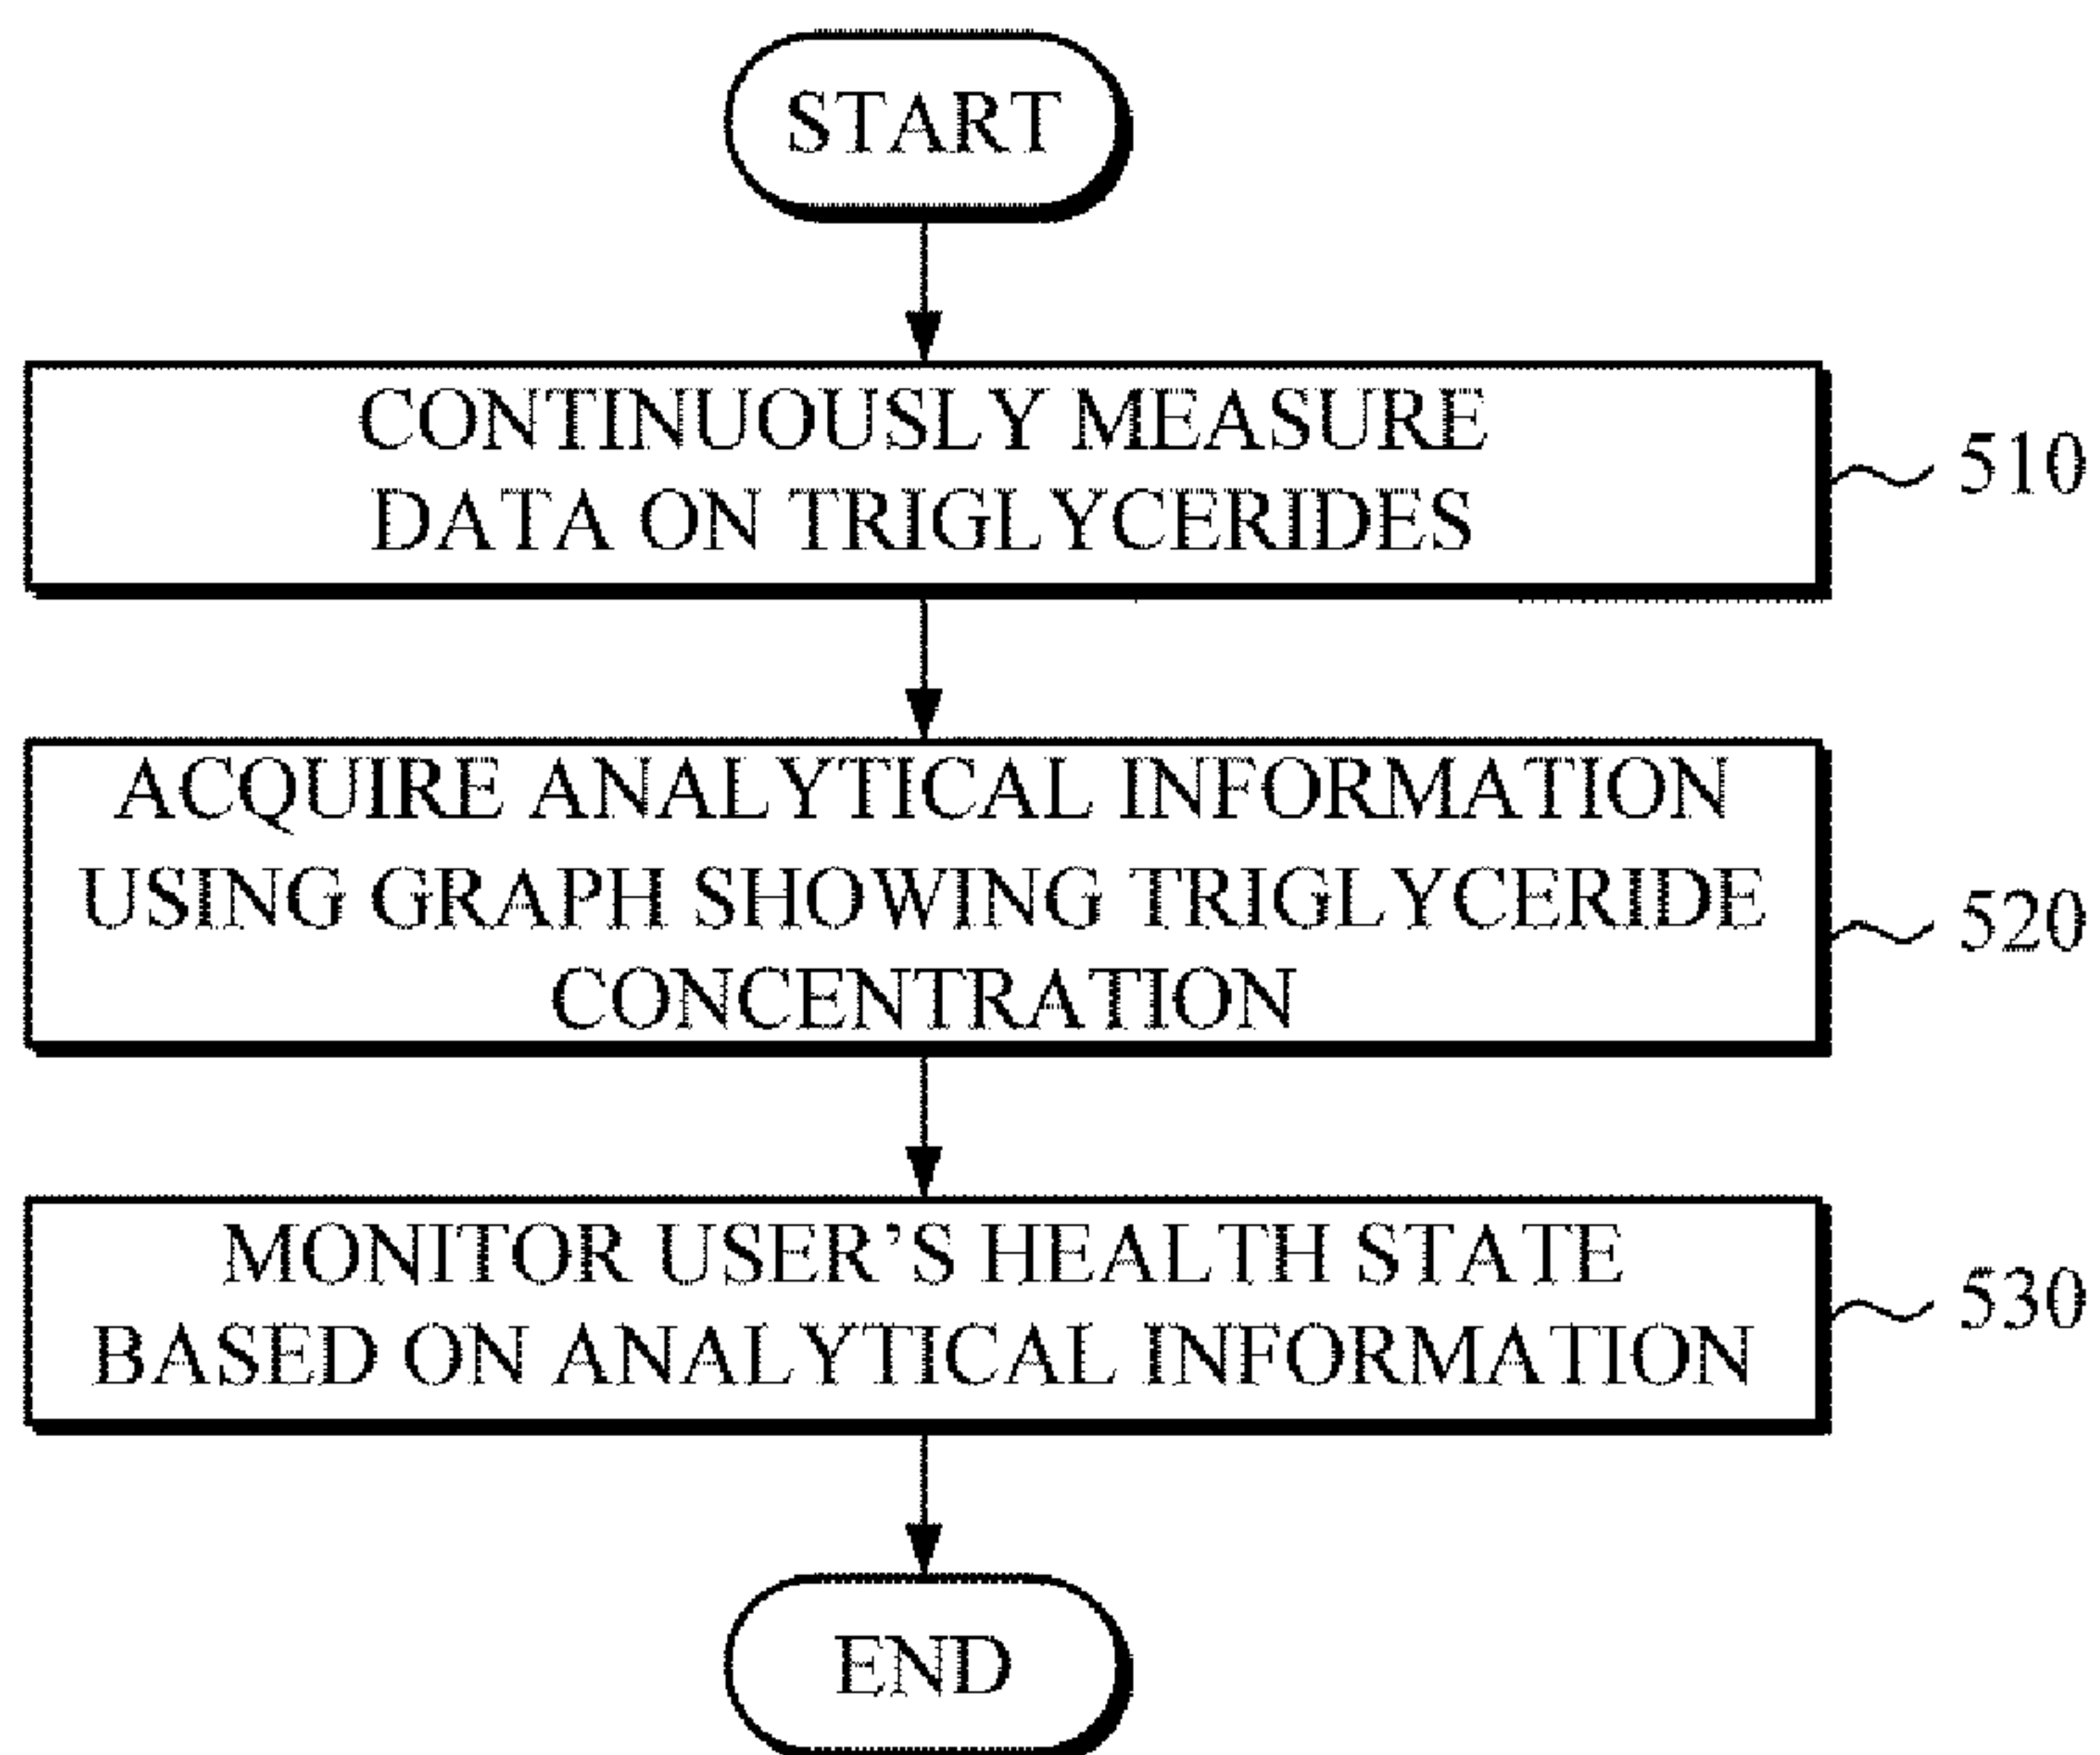 START
CONTINUOUSLY MEASURE
DATA ON TRIGLYCERIDES
510
ACQUIRE ANALYTICAL INFORMATION
USING GRAPH SHOWING TRIGLYCERIDE
CONCENTRATION
520
MONITOR USER’S HEALTH STATE
BASED ON ANALYTICAL INFORMATION
530
END